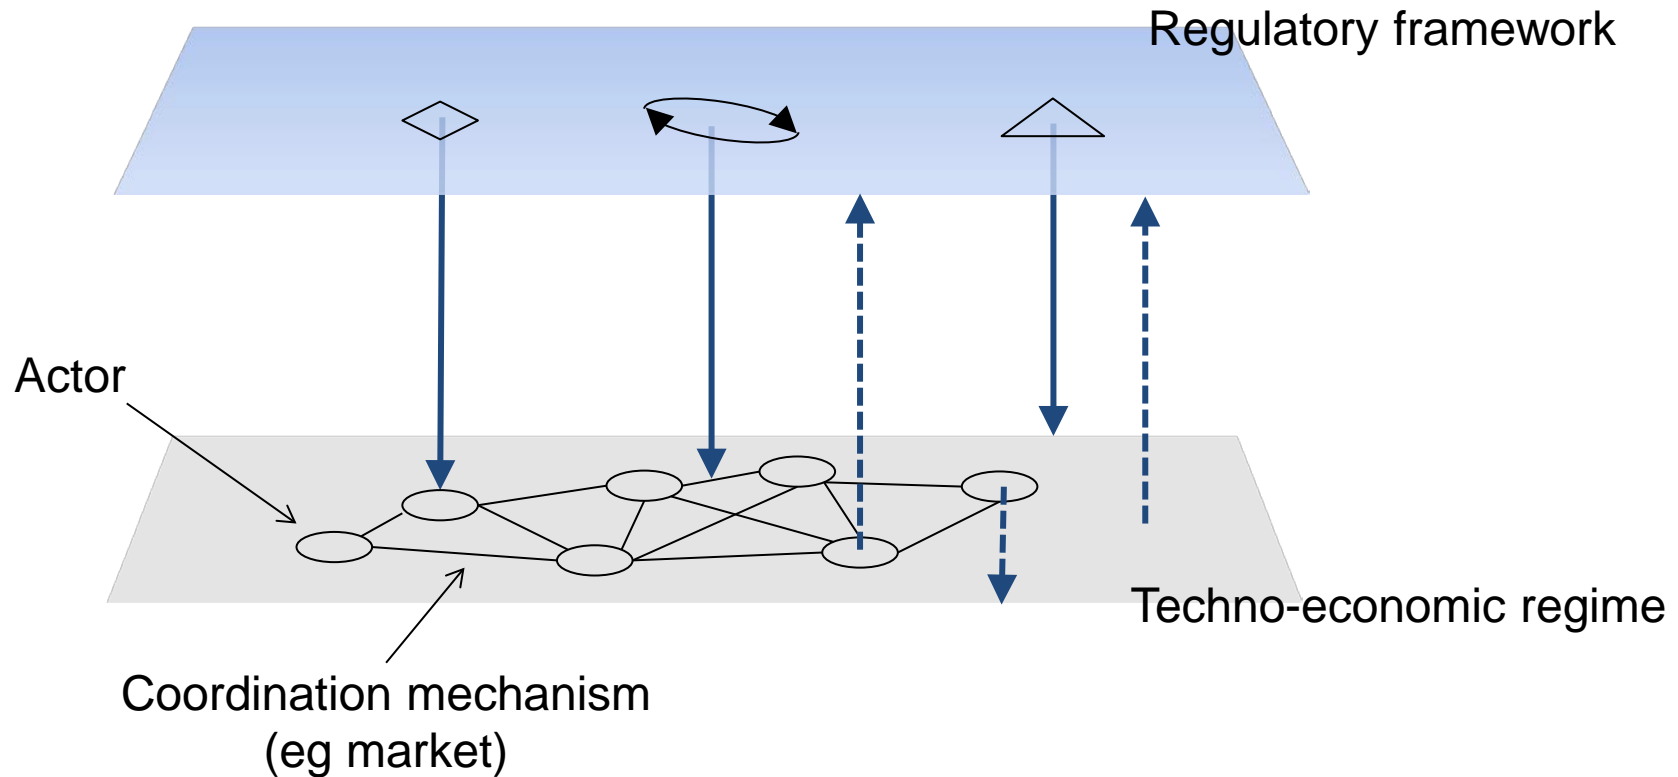 Regulatory framework
Actor
Techno-economic regime
Coordination mechanism
(eg market)